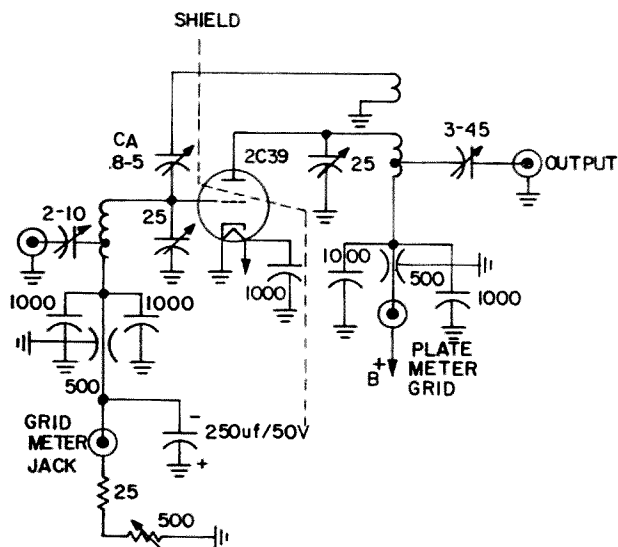 SHIELD
CA
.8-5
2C39
3-45
25
OUTPUT
2-10
25
1000
1000
500
1000
1000
1000
500
PLATE
METER
GRID
B+
GRID
METER
JACK
-
250uf/50V
+
25
500